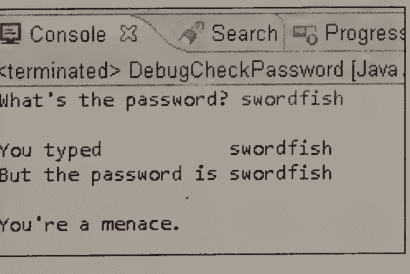 Console Search Progress
<terminated> DebugCheckPassword [Java
What's the password? swordfish
You typed swordfish
But the password is swordfish
You're a menace.